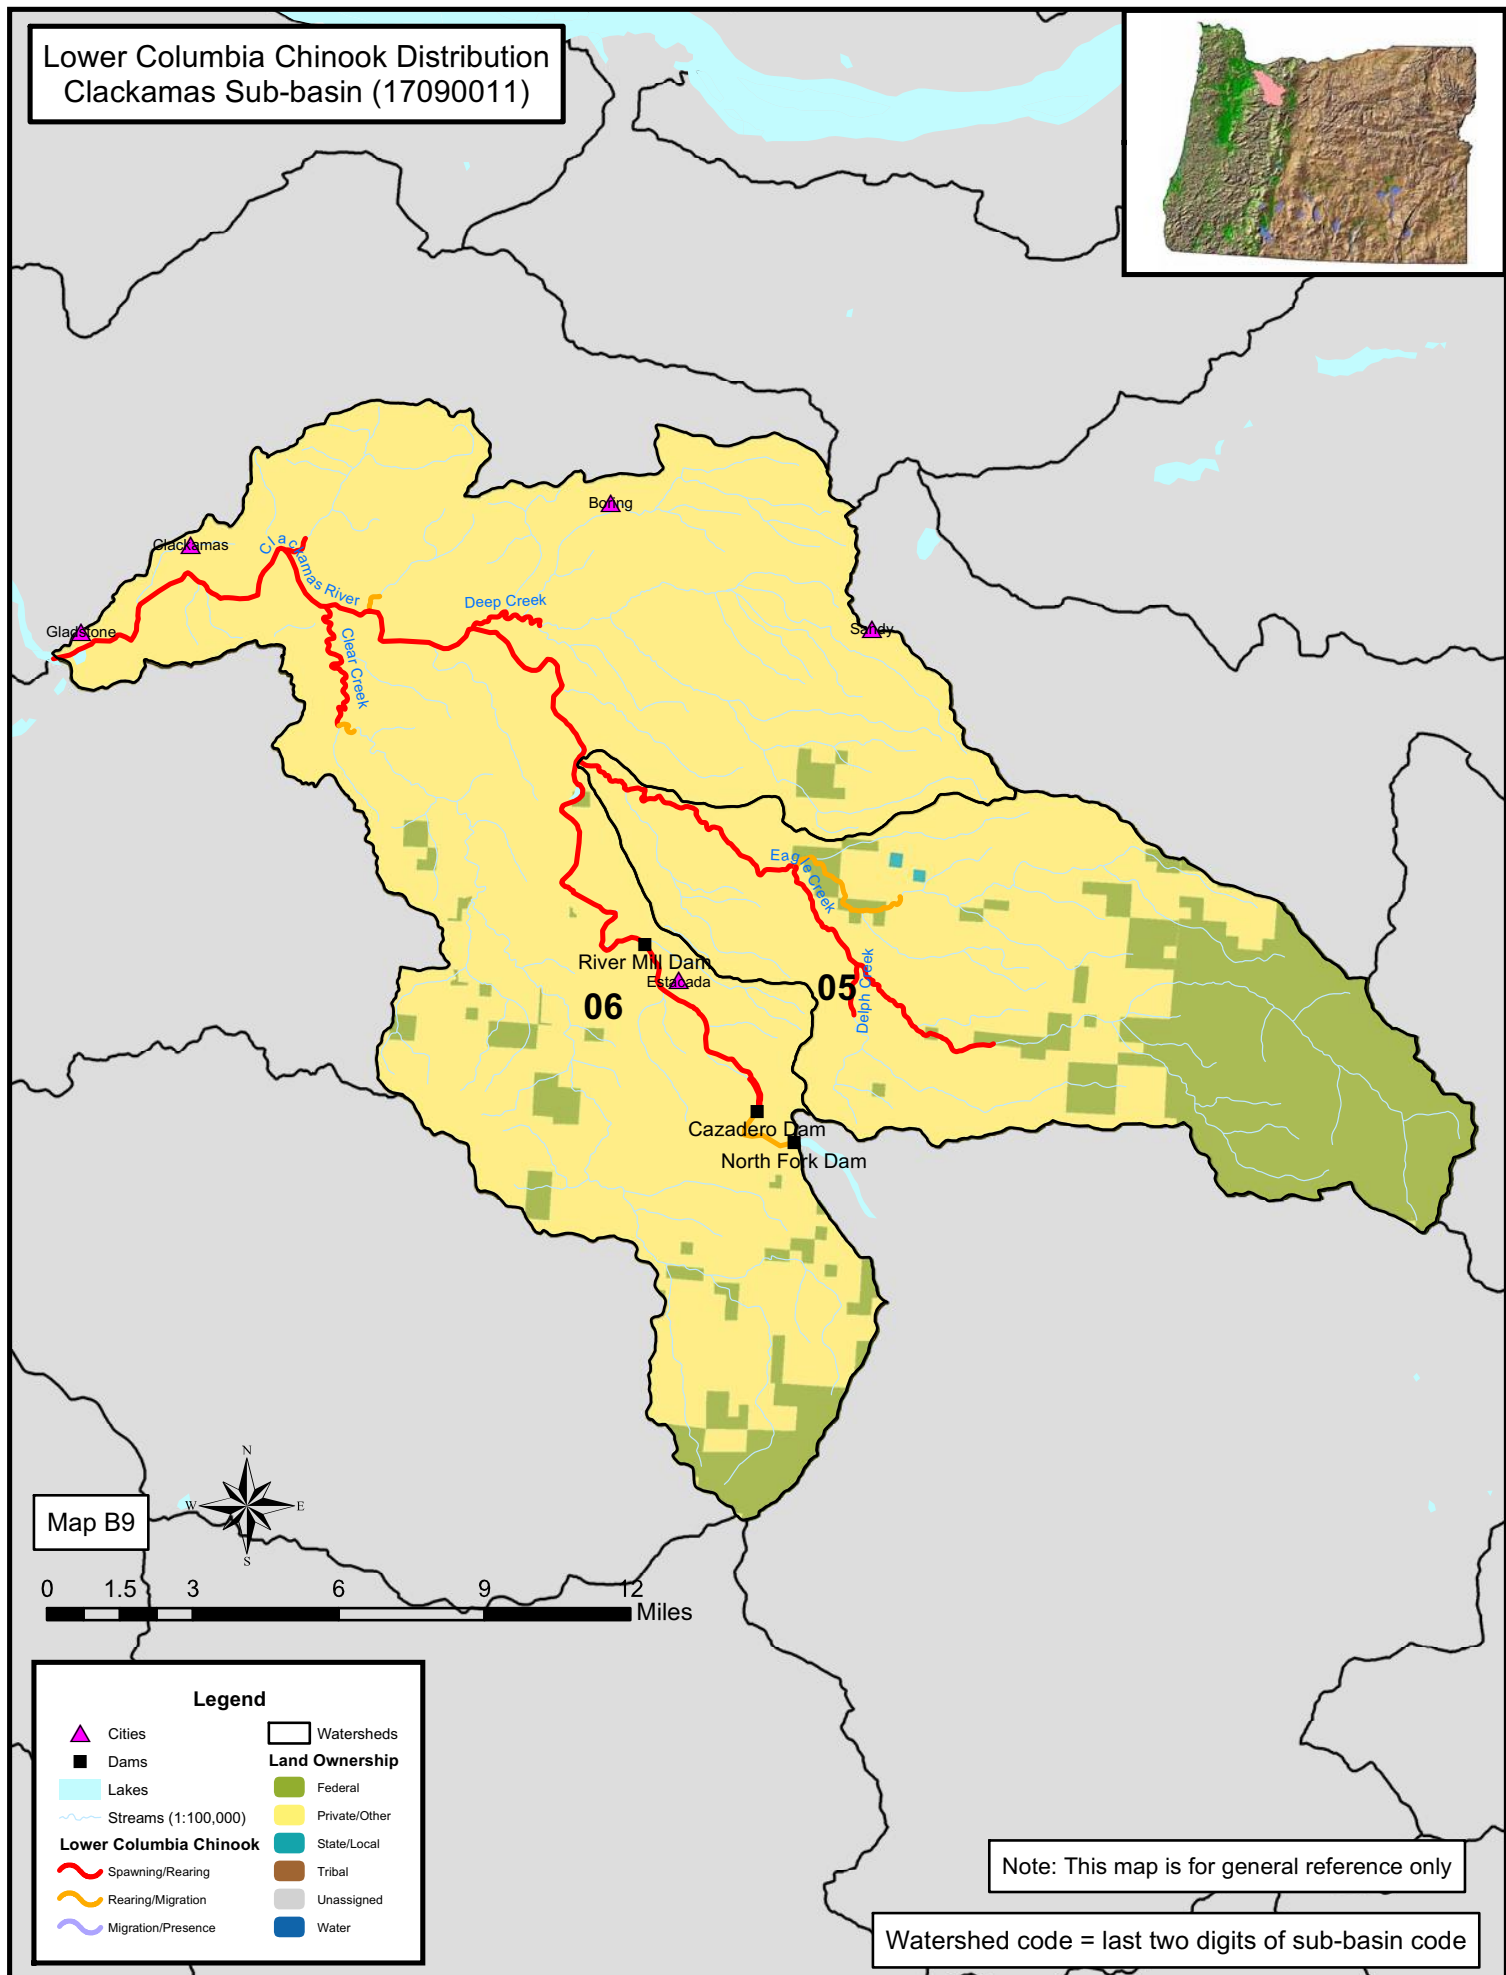 Lower Columbia Chinook Distribution
Clackamas Sub-basin (17090011)
Boring
Clackamas
Clackamas River
Deep Creek
Gladstone
Sandy
Clear Creek
Eagle Creek
River Mill Dam
Estacada
05
Delph Creek
06
Cazadero Dam
North Fork Dam
N
W
E
S
Map B9
0 1.5 3 6 9 12
Miles
Legend
Cities
Dams
Lakes
Streams (1:100,000)
Lower Columbia Chinook
Spawning/Rearing
Rearing/Migration
Migration/Presence
Watersheds
Land Ownership
Federal
Private/Other
State/Local
Tribal
Unassigned
Water
Note: This map is for general reference only
Watershed code = last two digits of sub-basin code